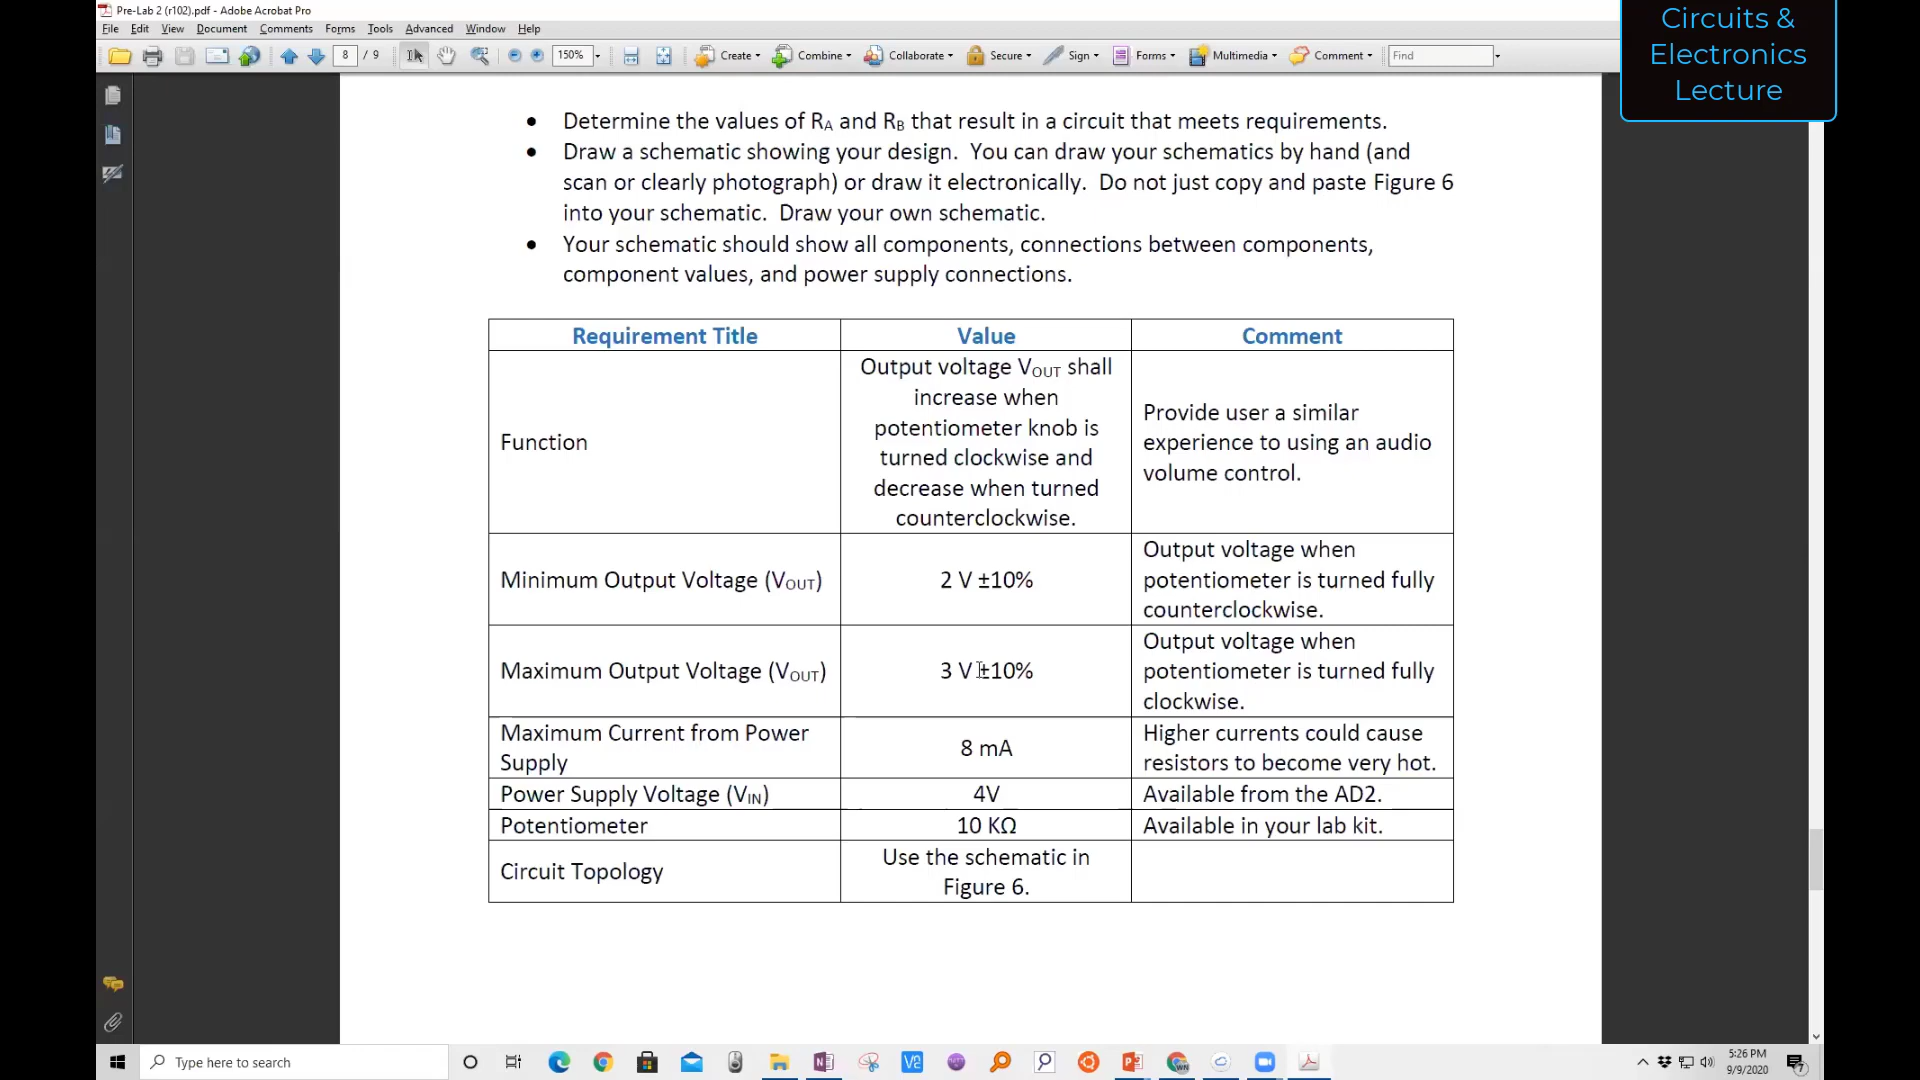 Pre-Lab 2 (r102).pdf - Adobe Acrobat Pro
File Edit View Document Comments Forms Tools Advanced Window Help
8 / 9 150% Create Combine Collaborate Secure Sign Forms Multimedia Comment Find
Circuits &
Electronics
Lecture
• Determine the values of RA and RB that result in a circuit that meets requirements.
• Draw a schematic showing your design. You can draw your schematics by hand (and
scan or clearly photograph) or draw it electronically. Do not just copy and paste Figure 6
into your schematic. Draw your own schematic.
• Your schematic should show all components, connections between components,
component values, and power supply connections.
Requirement Title Value Comment
Function
Output voltage VOUT shall
increase when
potentiometer knob is
turned clockwise and
decrease when turned
counterclockwise.
Provide user a similar
experience to using an audio
volume control.
Minimum Output Voltage (VOUT)
2 V ±10%
Output voltage when
potentiometer is turned fully
counterclockwise.
Maximum Output Voltage (VOUT)
3 V ±10%
Output voltage when
potentiometer is turned fully
clockwise.
Maximum Current from Power
Supply
8 mA
Higher currents could cause
resistors to become very hot.
Power Supply Voltage (VIN) 4V Available from the AD2.
Potentiometer 10 KΩ Available in your lab kit.
Circuit Topology
Use the schematic in
Figure 6.
Type here to search
5:26 PM
9/9/2020